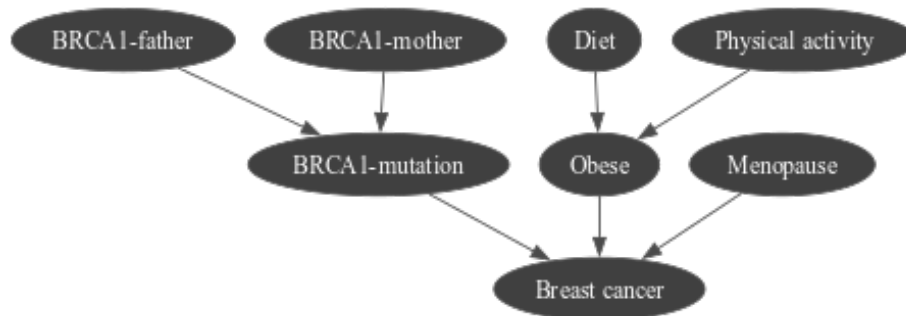 BRCA1-father
BRCA1-mother
Diet
Physical activity
BRCA1-mutation
Obese
Menopause
Breast cancer